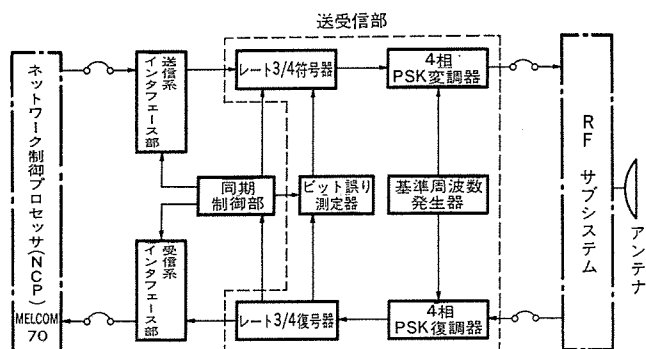 送受信部
ネットワーク制御プロセッサ(NCP)
MELCOM
70
送信系
インタフェース部
レート3/4符号器
4相
PSK変調器
同期
制御部
ビット誤り
測定器
基準周波数
発生器
受信系
インタフェース部
レート3/4復号器
4相
PSK復調器
RF サブシステム
アンテナ